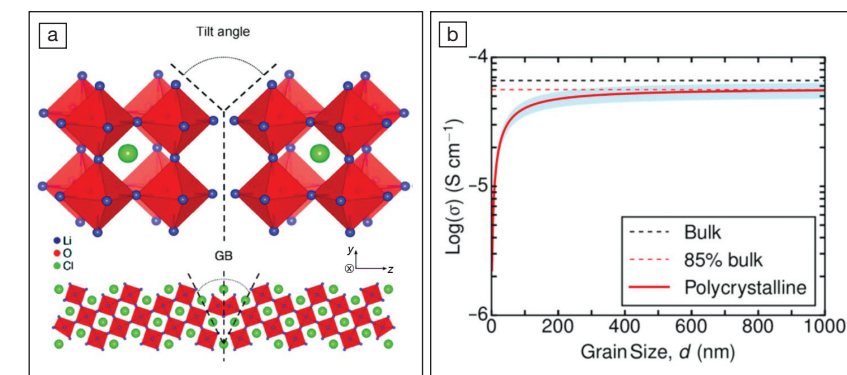 a
Tilt angle
GB
Li
O
Cl
y
z
b
Log(σ) (S cm⁻¹)
−4
−5
−6
Bulk
85% bulk
Polycrystalline
0 200 400 600 800 1000
Grain Size, d (nm)